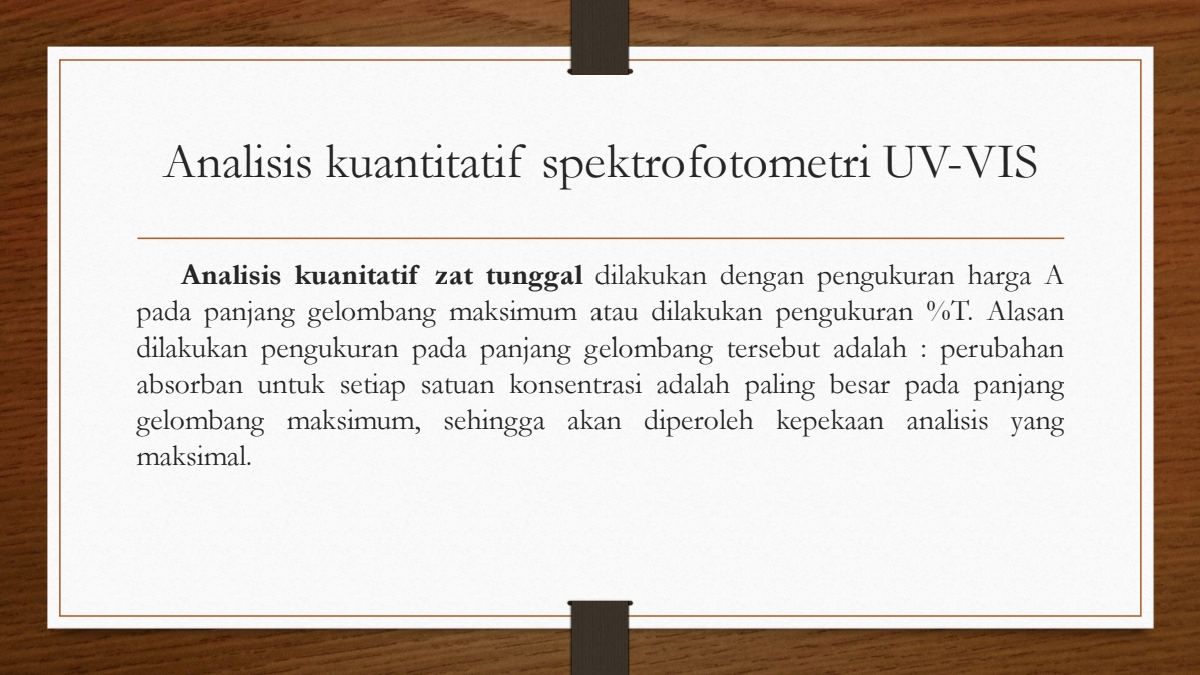 Analisis kuantitatif spektrofotometri UV-VIS
Analisis kuanitatif zat tunggal dilakukan dengan pengukuran harga A
pada panjang gelombang maksimum atau dilakukan pengukuran %T. Alasan
dilakukan pengukuran pada panjang gelombang tersebut adalah : perubahan
absorban untuk setiap satuan konsentrasi adalah paling besar pada panjang
gelombang maksimum, sehingga akan diperoleh kepekaan analisis yang
maksimal.